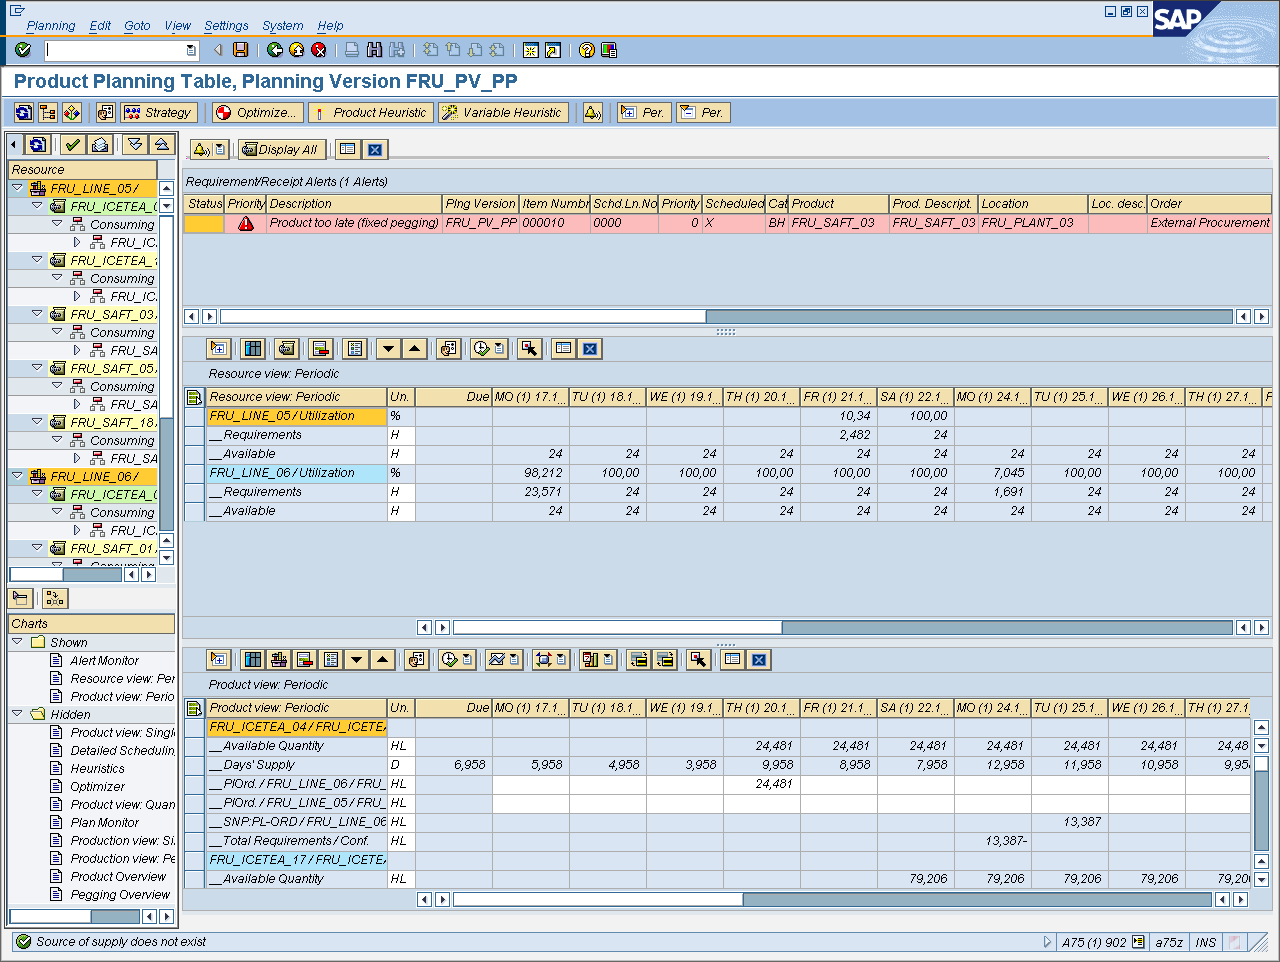 Planning Edit Goto View Settings System Help
SAP
Product Planning Table, Planning Version FRU_PV_PP
Strategy Optimize... Product Heuristic Variable Heuristic Per. Per.
Display All
Resource
FRU_LINE_05 /
FRU_ICETEA_
Consuming
FRU_IC
FRU_ICETEA_1
Consuming
FRU_IC
FRU_SAFT_03
Consuming
FRU_SA
FRU_SAFT_05
Consuming
FRU_SA
FRU_SAFT_18
Consuming
FRU_SA
FRU_LINE_06 /
FRU_ICETEA_
Consuming
FRU_IC
FRU_SAFT_01
Consuming
Charts
Shown
Alert Monitor
Resource view: Per
Product view: Perio
Hidden
Product view: Singl
Detailed Schedulin
Heuristics
Optimizer
Product view: Quan
Plan Monitor
Production view: Si
Production view: Pe
Product Overview
Pegging Overview
Requirement/Receipt Alerts (1 Alerts)
Status Priority Description Plng Version Item Numbr Schd.Ln.No Priority Scheduled Cat Product Prod. Descript. Location Loc. desc. Order
Product too late (fixed pegging) FRU_PV_PP 000010 0000 0 X BH FRU_SAFT_03 FRU_SAFT_03 FRU_PLANT_03 External Procurement
Resource view: Periodic
Resource view: Periodic Un. Due MO (1) 17.1... TU (1) 18.1... WE (1) 19.1... TH (1) 20.1... FR (1) 21.1... SA (1) 22.1... MO (1) 24.1... TU (1) 25.1... WE (1) 26.1... TH (1) 27.1... F
FRU_LINE_05 / Utilization % 10,34 100,00
__Requirements H 2,482 24
__Available H 24 24 24 24 24 24 24 24 24 24
FRU_LINE_06 / Utilization % 98,212 100,00 100,00 100,00 100,00 100,00 7,045 100,00 100,00 100,00
__Requirements H 23,571 24 24 24 24 24 1,691 24 24 24
__Available H 24 24 24 24 24 24 24 24 24 24
Product view: Periodic
Product view: Periodic Un. Due MO (1) 17.1... TU (1) 18.1... WE (1) 19.1... TH (1) 20.1... FR (1) 21.1... SA (1) 22.1... MO (1) 24.1... TU (1) 25.1... WE (1) 26.1... TH (1) 27.1
FRU_ICETEA_04 / FRU_ICETEA
__Available Quantity HL 24,481 24,481 24,481 24,481 24,481 24,481 24,48
__Days' Supply D 6,958 5,958 4,958 3,958 9,958 8,958 7,958 12,958 11,958 10,958 9,95
__PlOrd. / FRU_LINE_06 / FRU_ HL 24,481
__PlOrd. / FRU_LINE_05 / FRU_ HL
__SNP:PL-ORD / FRU_LINE_06 HL 13,387
__Total Requirements / Conf. HL 13,387-
FRU_ICETEA_17 / FRU_ICETEA
__Available Quantity HL 79,206 79,206 79,206 79,206 79,20
Source of supply does not exist
A75 (1) 902 a75z INS